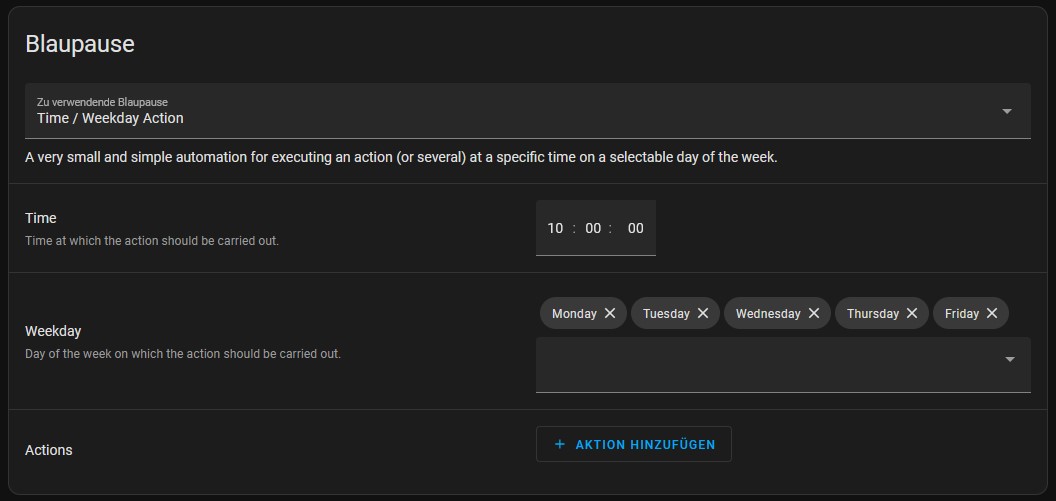 Blaupause
Zu verwendende Blaupause
Time / Weekday Action
A very small and simple automation for executing an action (or several) at a specific time on a selectable day of the week.
Time
Time at which the action should be carried out.
10 : 00 : 00
Weekday
Day of the week on which the action should be carried out.
Monday Tuesday Wednesday Thursday Friday
Actions
+ AKTION HINZUFÜGEN